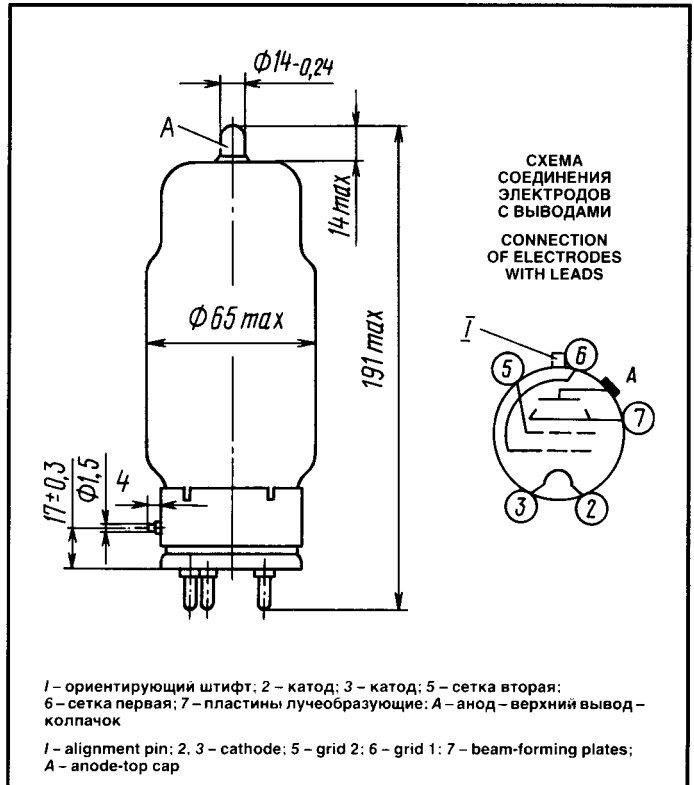 Φ14-0,24
A
14 max
Φ65 max
191 max
17±0,3
Φ1,5
4
СХЕМА
СОЕДИНЕНИЯ
ЭЛЕКТРОДОВ
С ВЫВОДАМИ
CONNECTION
OF ELECTRODES
WITH LEADS
I
5
6
A
7
3
2
I – ориентирующий штифт; 2 – катод; 3 – катод; 5 – сетка вторая;
6 – сетка первая; 7 – пластины лучеобразующие: А – анод – верхний вывод –
колпачок
I – alignment pin; 2, 3 – cathode; 5 – grid 2; 6 – grid 1; 7 – beam-forming plates;
A – anode-top cap